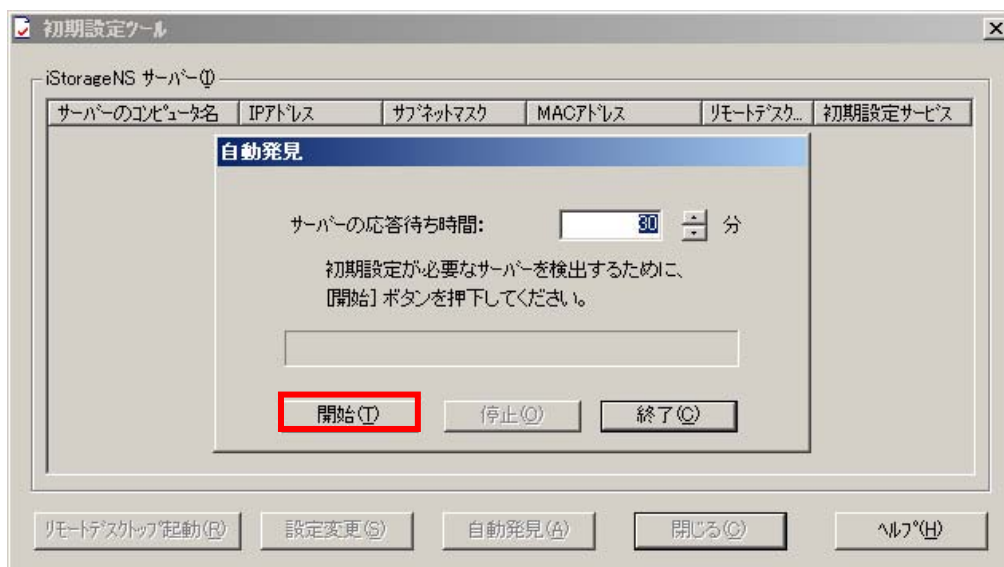 初期設定ツール
iStorageNS サーバー(I)
サーバーのコンピュータ名 IPアドレス サブネットマスク MACアドレス リモートデスク... 初期設定サービス
自動発見
サーバーの応答待ち時間: 30 分
初期設定が必要なサーバーを検出するために、
[開始] ボタンを押下してください。
開始(T) 停止(O) 終了(C)
リモートデスクトップ起動(R) 設定変更(S) 自動発見(A) 閉じる(C) ヘルプ(H)